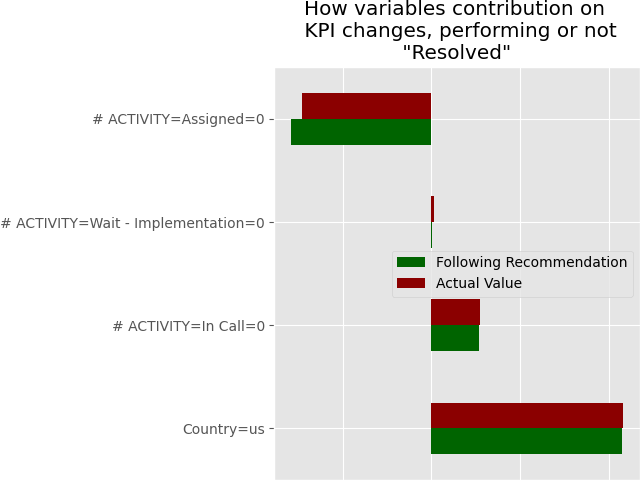 How variables contribution on
KPI changes, performing or not
"Resolved"
# ACTIVITY=Assigned=0
# ACTIVITY=Wait - Implementation=0
Following Recommendation
Actual Value
# ACTIVITY=In Call=0
Country=us